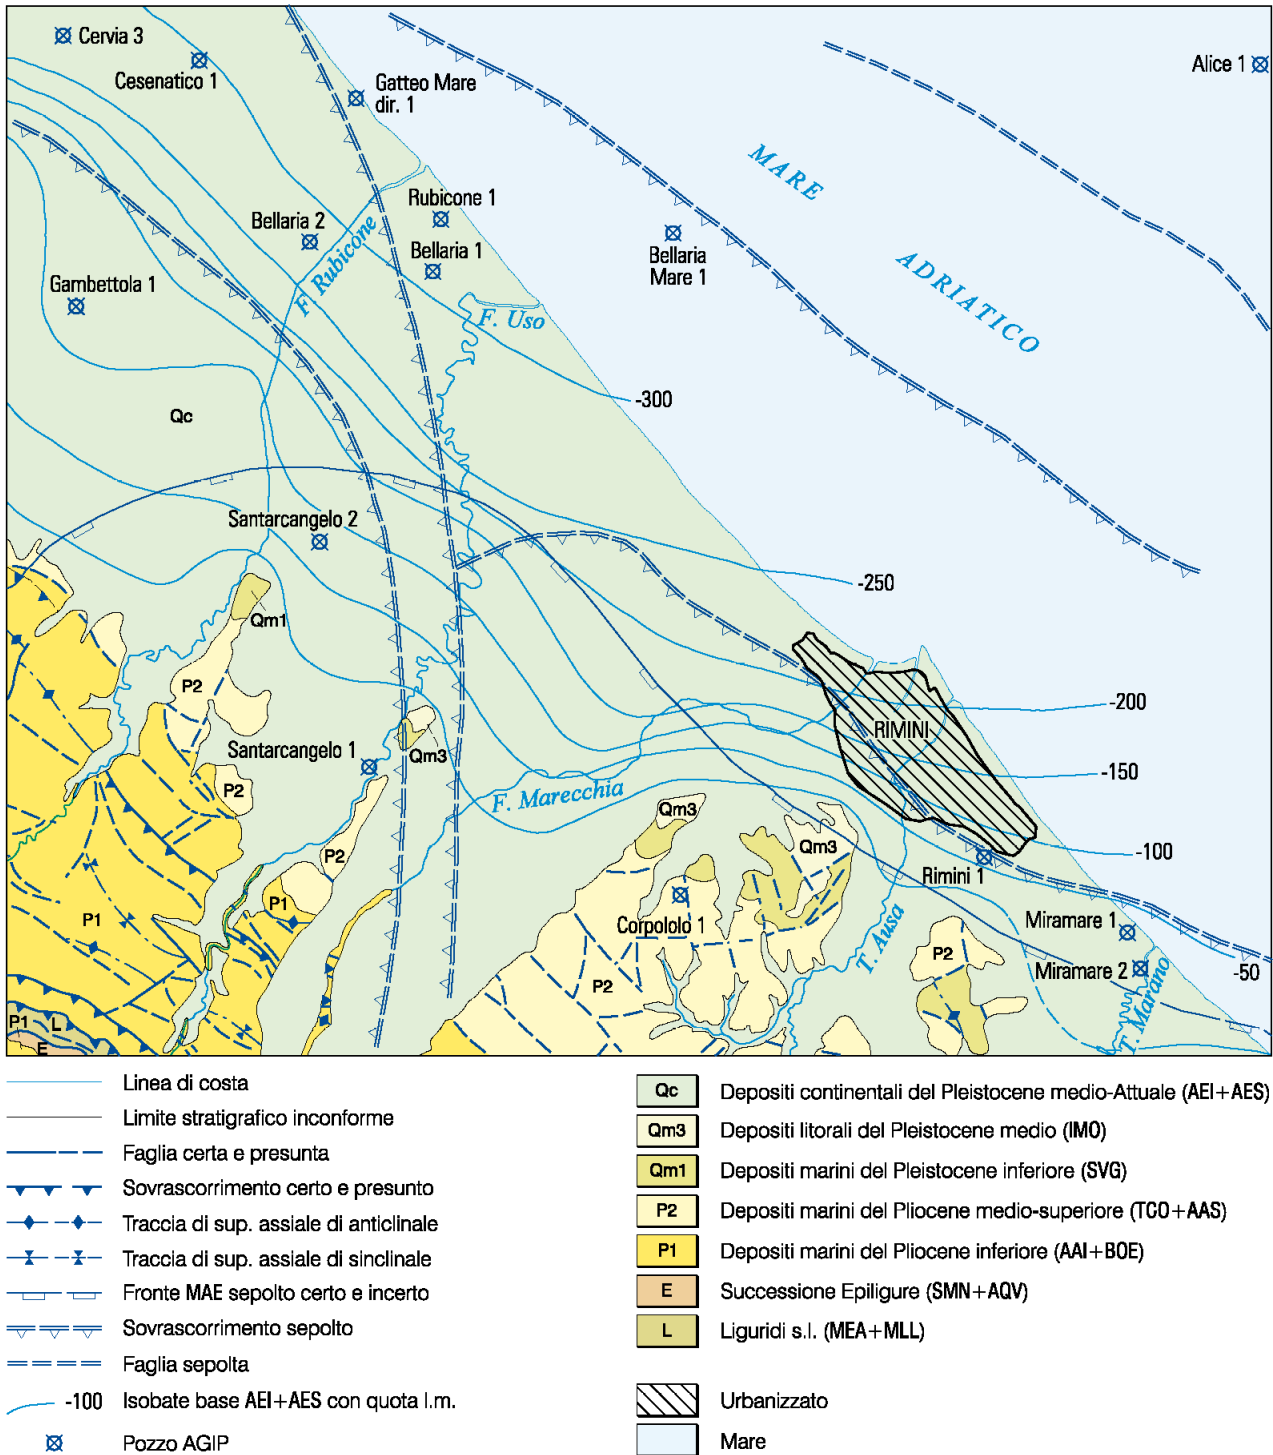 Cervia 3
Cesenatico 1
Gatteo Mare
dir. 1
Alice 1
MARE
ADRIATICO
Rubicone 1
Bellaria 2
Bellaria 1
Bellaria
Mare 1
F. Rubicone
Gambettola 1
F. Uso
-300
Qc
Santarcangelo 2
-250
Qm1
P2
-200
RIMINI
Santarcangelo 1
Qm3
-150
P2
F. Marecchia
Qm3
Qm3
-100
P2
Rimini 1
P1
P1
Corpololo 1
T. Ausa
Miramare 1
P2
Miramare 2
-50
P2
T. Marano
P1
L
E
Linea di costa
Limite stratigrafico inconforme
Faglia certa e presunta
Sovrascorrimento certo e presunto
Traccia di sup. assiale di anticlinale
Traccia di sup. assiale di sinclinale
Fronte MAE sepolto certo e incerto
Sovrascorrimento sepolto
Faglia sepolta
-100 Isobate base AEI+AES con quota l.m.
Pozzo AGIP
Qc Depositi continentali del Pleistocene medio-Attuale (AEI+AES)
Qm3 Depositi litorali del Pleistocene medio (IMO)
Qm1 Depositi marini del Pleistocene inferiore (SVG)
P2 Depositi marini del Pliocene medio-superiore (TCO+AAS)
P1 Depositi marini del Pliocene inferiore (AAI+BOE)
E Successione Epiligure (SMN+AQV)
L Liguridi s.l. (MEA+MLL)
Urbanizzato
Mare